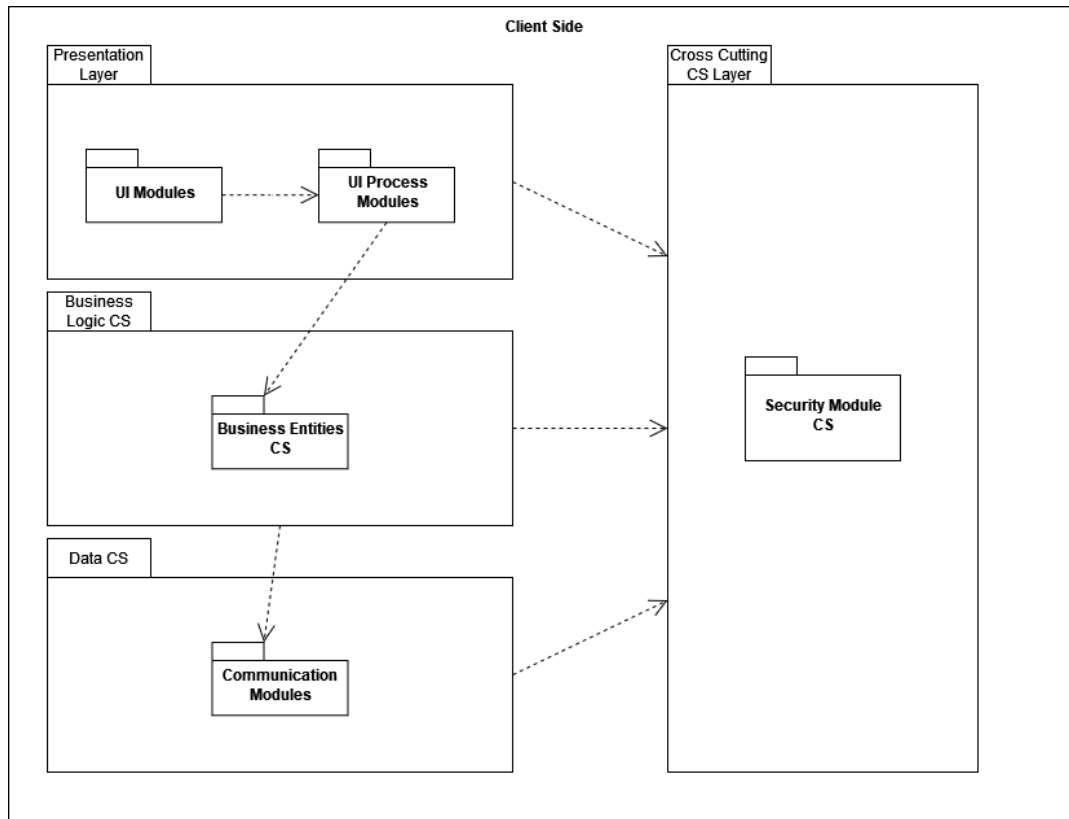 Client Side
Presentation
Layer
Cross Cutting
CS Layer
UI Modules
UI Process
Modules
Business
Logic CS
Business Entities
CS
Security Module
CS
Data CS
Communication
Modules